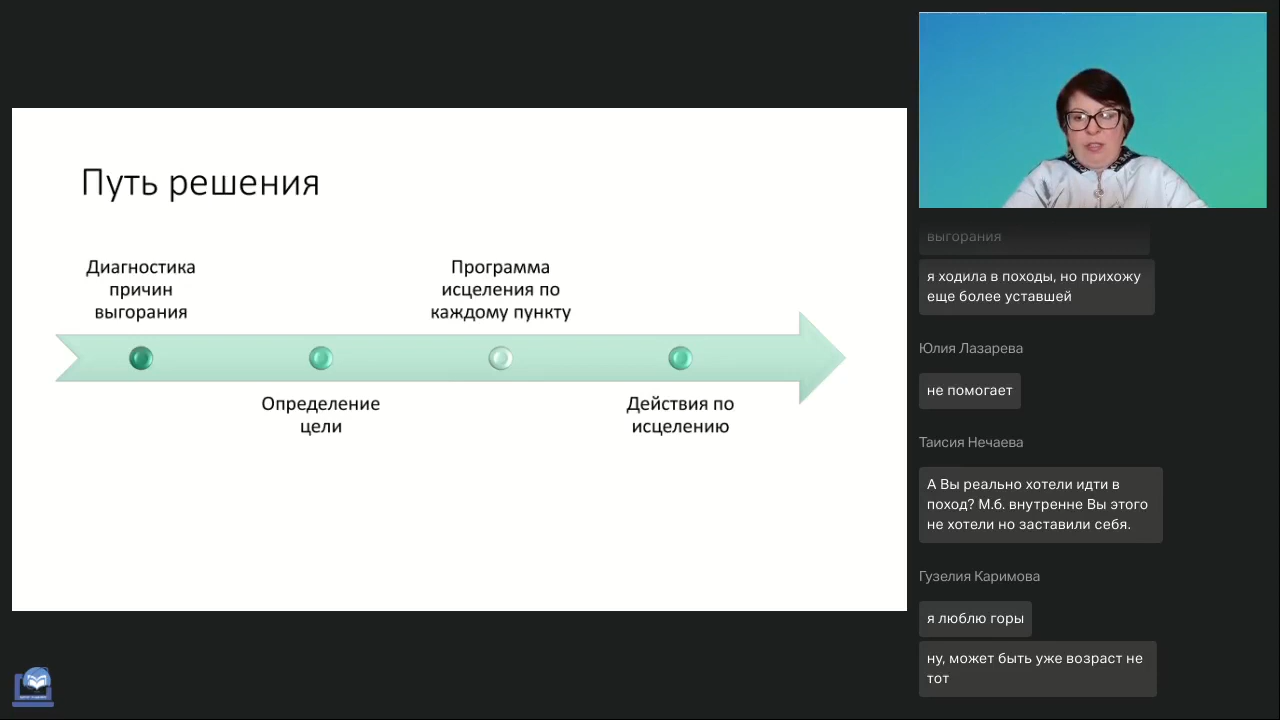 Путь решения
Диагностика
причин
выгорания
Программа
исцеления по
каждому пункту
Определение
цели
Действия по
исцелению
выгорания
я ходила в походы, но прихожу
еще более уставшей
Юлия Лазарева
не помогает
Таисия Нечаева
А Вы реально хотели идти в
поход? М.б. внутренне Вы этого
не хотели но заставили себя.
Гузелия Каримова
я люблю горы
ну, может быть уже возраст не
тот